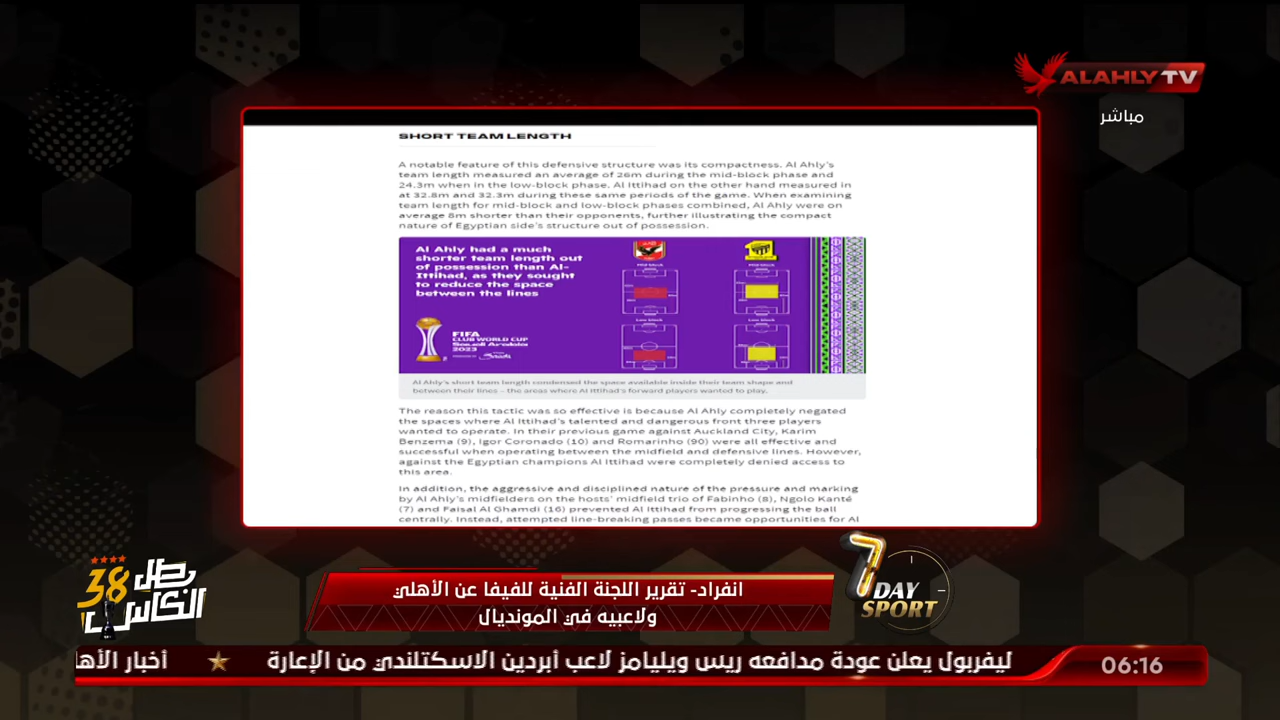 ALAHLY TV
مباشر
SHORT TEAM LENGTH
A notable feature of this defensive structure was its compactness. Al Ahly's
team length measured an average of 26m during the mid-block phase and
24.3m when in the low-block phase. Al Ittihad on the other hand measured in
at 32.8m and 32.3m during these same periods of the game. When examining
team length for mid-block and low-block phases combined, Al Ahly were on
average 8m shorter than their opponents, further illustrating the compact
nature of Egyptian side's structure out of possession.
Al Ahly had a much
shorter team length out
of possession than Al-
Ittihad, as they sought
to reduce the space
between the lines
Mid block
Mid block
Low block
Low block
FIFA
CLUB WORLD CUP
Saudi Arabia
2023
Al Ahly's short team length condensed the space available inside their team shape and
between their lines – the areas where Al Ittihad's forward players wanted to play.
The reason this tactic was so effective is because Al Ahly completely negated
the spaces where Al Ittihad's talented and dangerous front three players
wanted to operate. In their previous game against Auckland City, Karim
Benzema (9), Igor Coronado (10) and Romarinho (90) were all effective and
successful when operating between the midfield and defensive lines. However,
against the Egyptian champions Al Ittihad were completely denied access to
this area.
In addition, the aggressive and disciplined nature of the pressure and marking
by Al Ahly's midfielders on the hosts' midfield trio of Fabinho (8), Ngolo Kanté
(7) and Faisal Al Ghamdi (16) prevented Al Ittihad from progressing the ball
centrally. Instead, attempted line-breaking passes became opportunities for Al
انفراد- تقرير اللجنة الفنية للفيفا عن الأهلي
ولاعبيه في المونديال
7 DAY
SPORT
بطل
الكاس 38
ليفربول يعلن عودة مدافعه ريس ويليامز لاعب أبردين الاسكتلندي من الإعارة
أخبار الأها
06:16